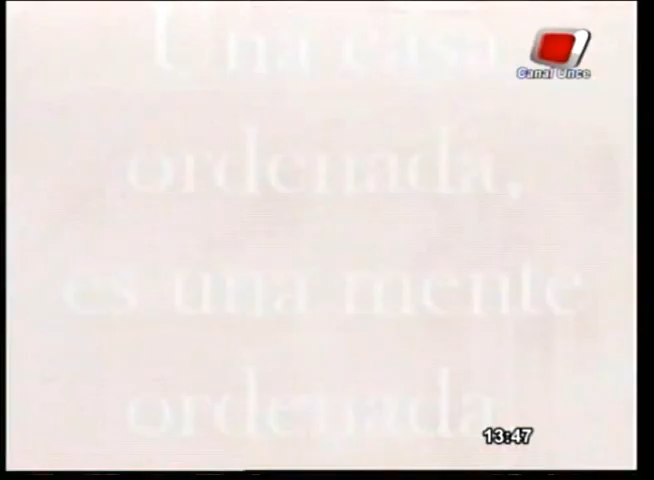 Una casa
Canal Once
ordenada,
es una mente
ordenada.
13:47